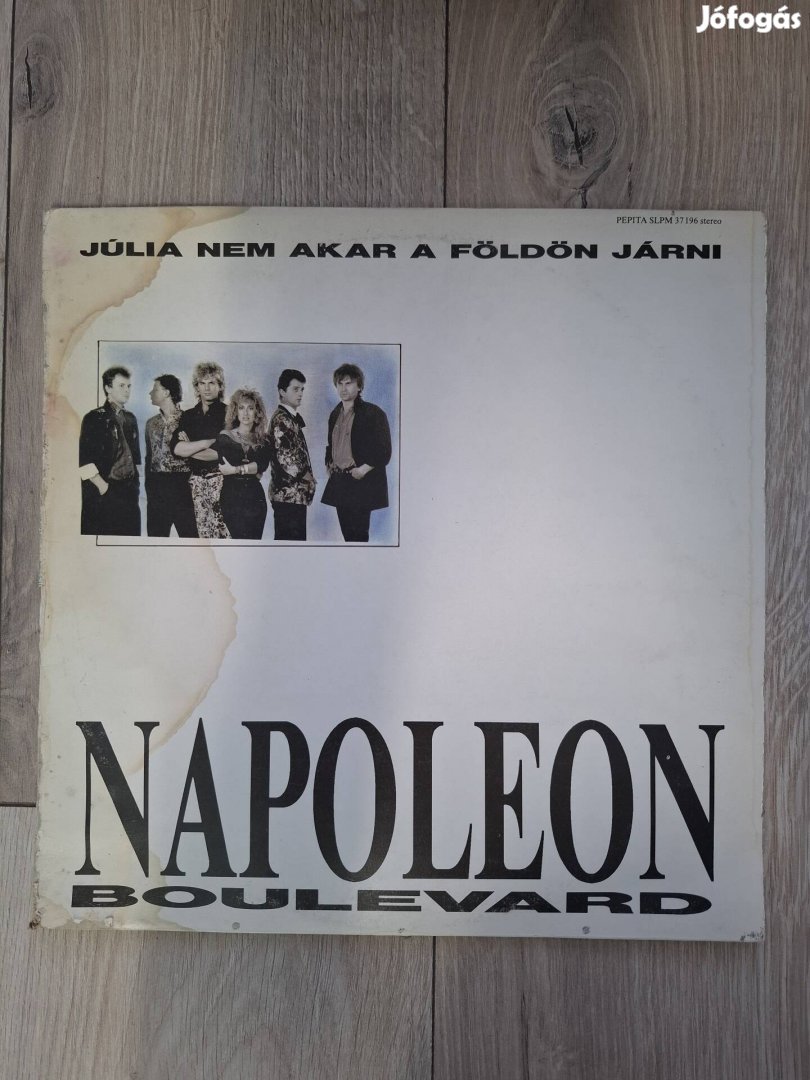 Jófogás
PEPITA SLPM 37196 stereo
JÚLIA NEM AKAR A FÖLDÖN JÁRNI
NAPOLEON
BOULEVARD